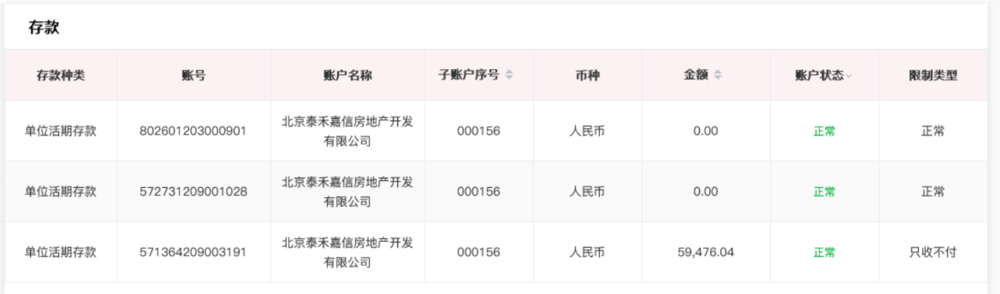 存款
存款种类 账号 账户名称 子账户序号 币种 金额 账户状态 限制类型
单位活期存款 802601203000901 北京泰禾嘉信房地产开发 000156 人民币 0.00 正常 正常
有限公司
单位活期存款 572731209001028 北京泰禾嘉信房地产开发 000156 人民币 0.00 正常 正常
有限公司
单位活期存款 571364209003191 北京泰禾嘉信房地产开发 000156 人民币 59,476.04 正常 只收不付
有限公司